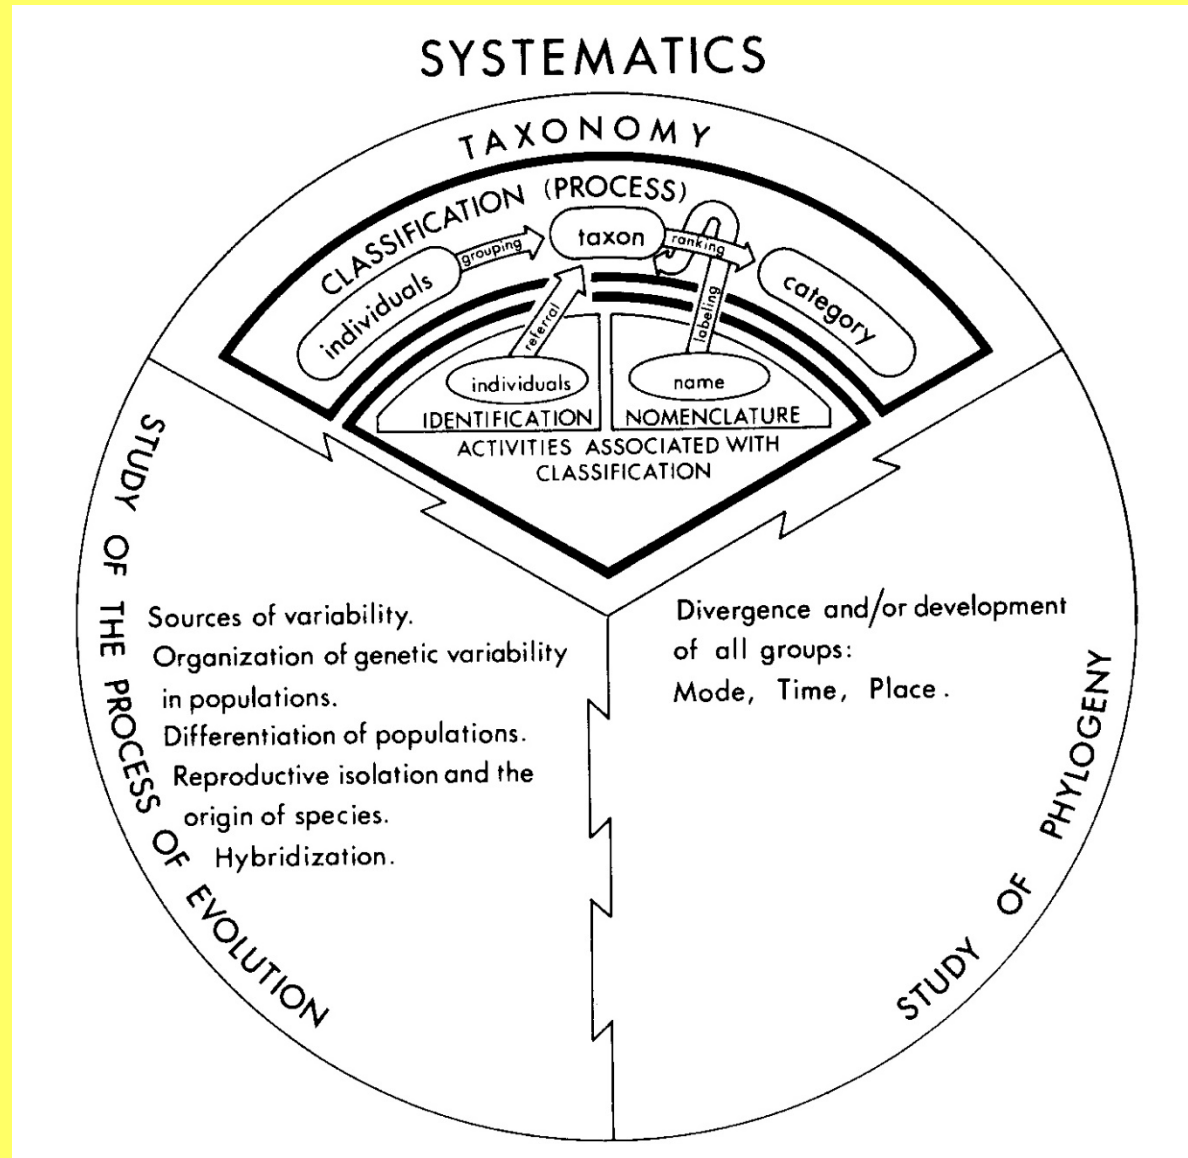 SYSTEMATICS
TAXONOMY
CLASSIFICATION (PROCESS)
individuals
grouping
taxon
ranking
category
referral
labeling
individuals
name
IDENTIFICATION
NOMENCLATURE
ACTIVITIES ASSOCIATED WITH
CLASSIFICATION
STUDY OF THE PROCESS OF EVOLUTION
Sources of variability.
Organization of genetic variability
in populations.
Differentiation of populations.
Reproductive isolation and the
origin of species.
Hybridization.
Divergence and/or development
of all groups:
Mode, Time, Place.
STUDY OF PHYLOGENY